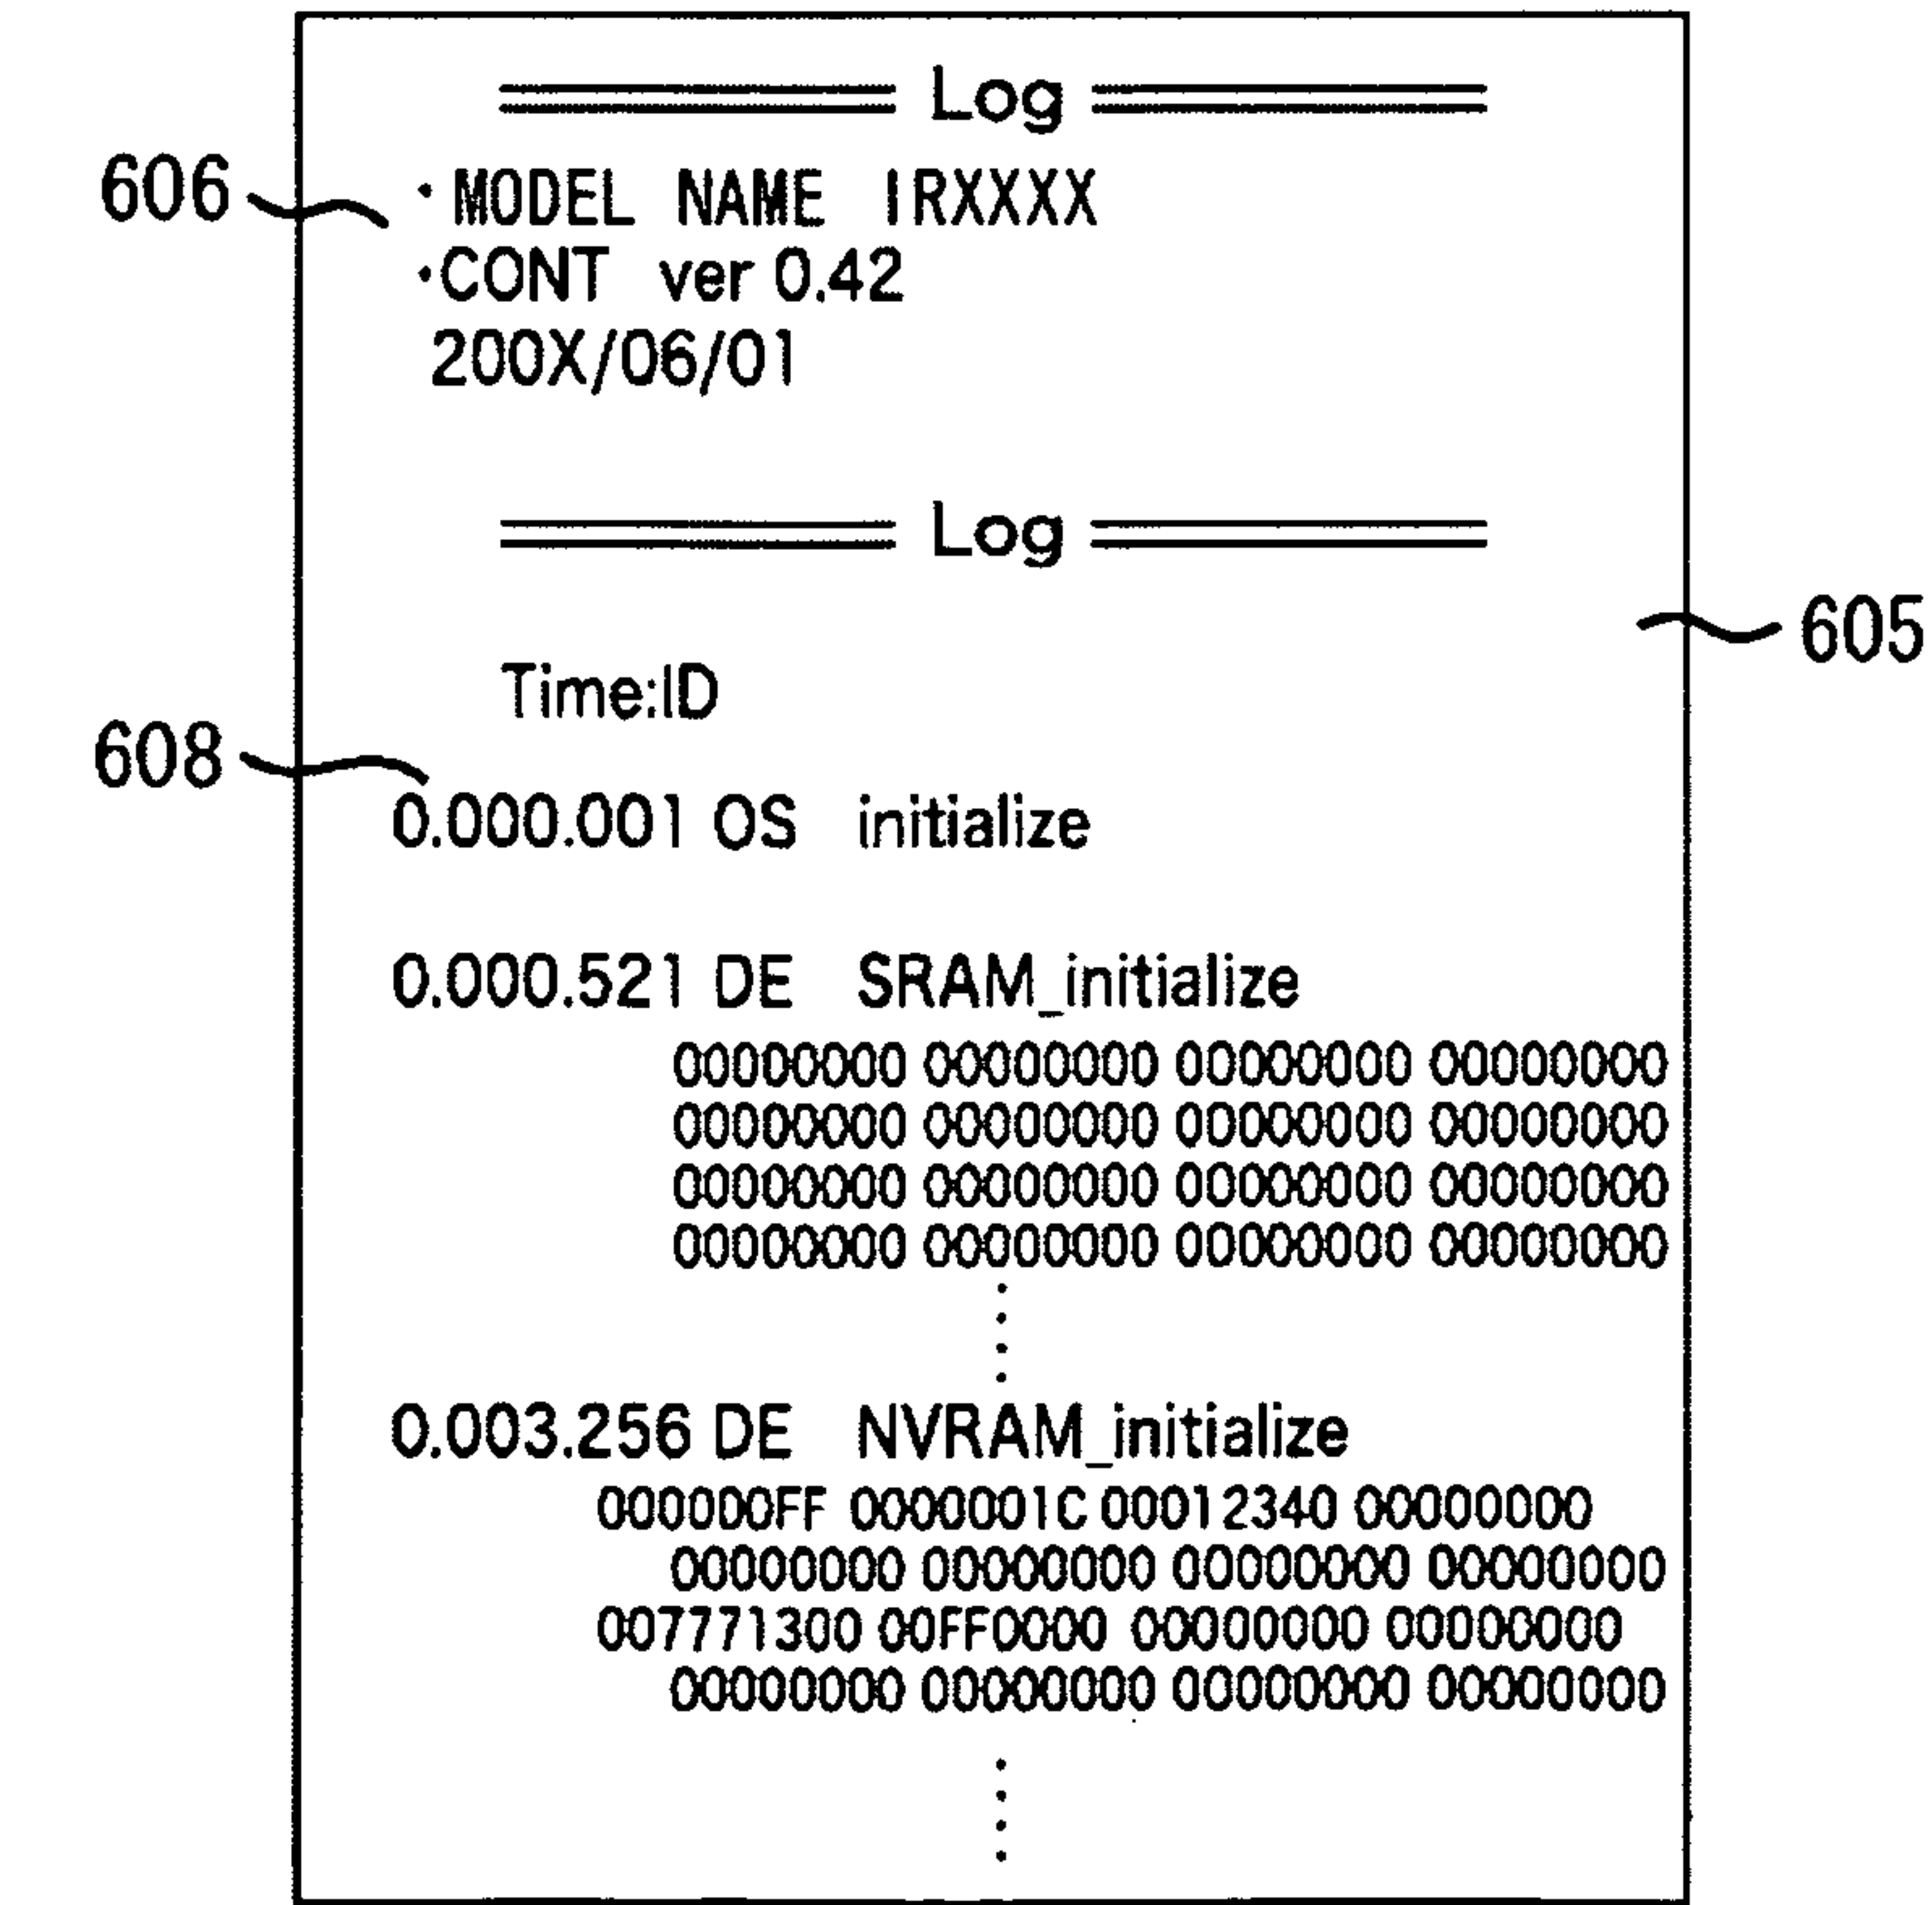 Log
606
・MODEL NAME IRXXXX
・CONT ver 0.42
200X/06/01
Log
605
Time:ID
608
0.000.001 OS initialize
0.000.521 DE SRAM_initialize
00000000 00000000 00000000 00000000
00000000 00000000 00000000 00000000
00000000 00000000 00000000 00000000
00000000 00000000 00000000 00000000
0.003.256 DE NVRAM_initialize
000000FF 0000001C 00012340 00000000
00000000 00000000 00000000 00000000
007771300 00FF0000 00000000 00000000
00000000 00000000 00000000 00000000